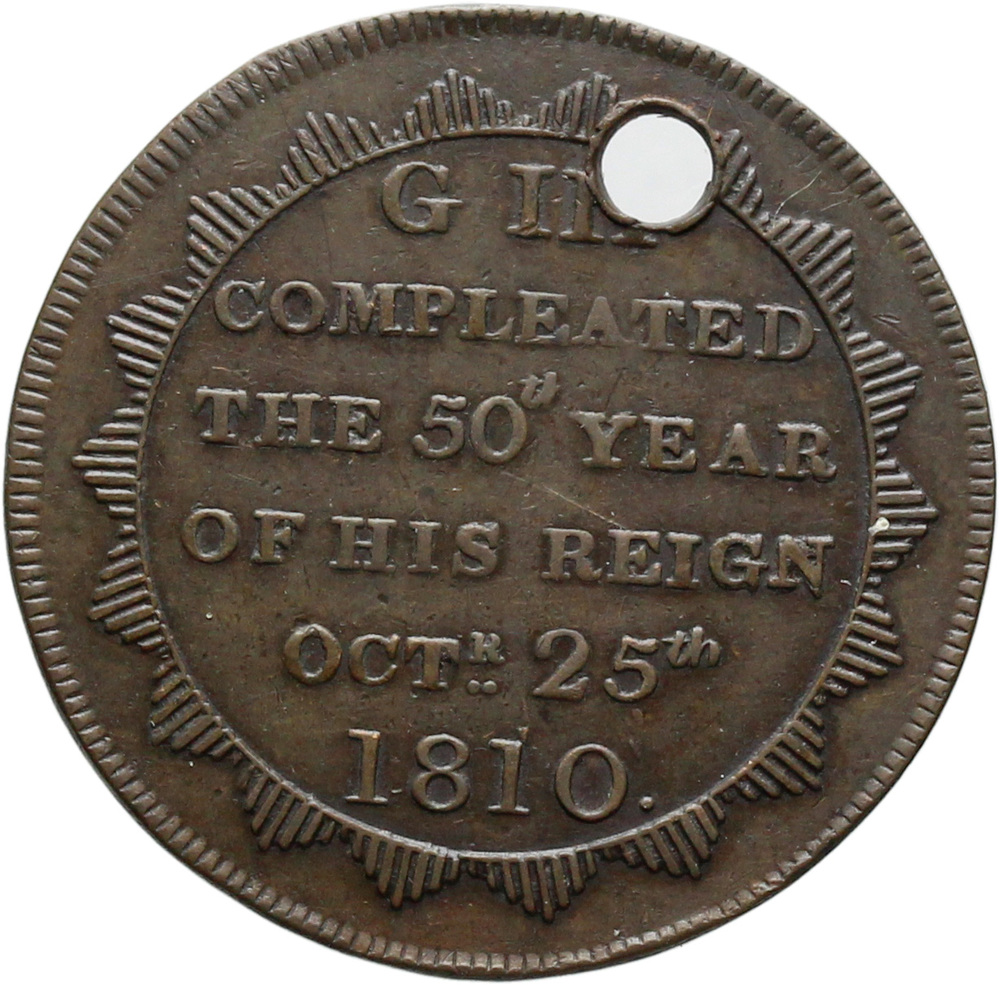 G III
COMPLEATED
THE 50th YEAR
OF HIS REIGN
OCTR 25th
1810.